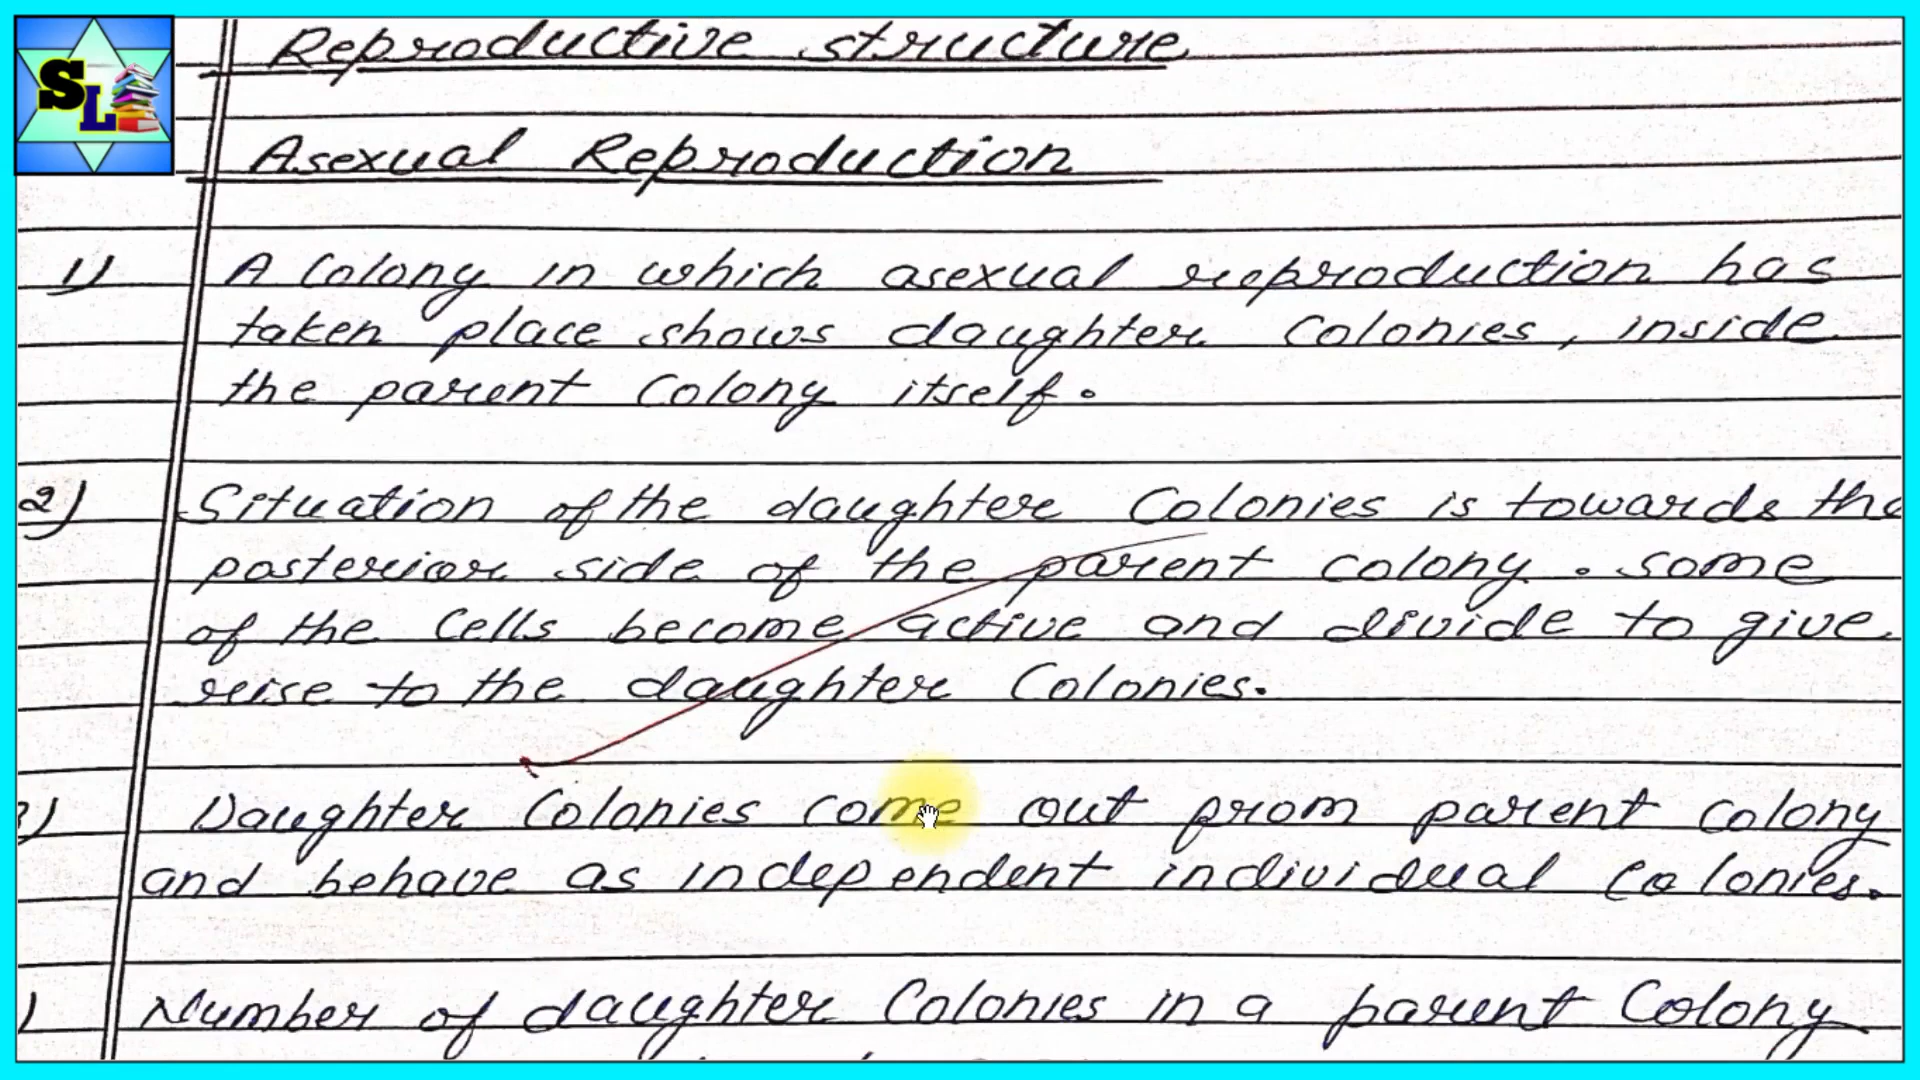 SL
Reproductive structure
Asexual Reproduction
1) A Colony in which asexual reproduction has
taken place shows daughter Colonies, inside
the parent Colony itself.
2) Situation of the daughter Colonies is towards the
posterior side of the parent colony. Some
of the Cells become active and divide to give
reise to the daughter Colonies.
3) Daughter Colonies come out from parent colony
and behave as independent individual Colonies.
) Number of daughter Colonies in a parent Colony